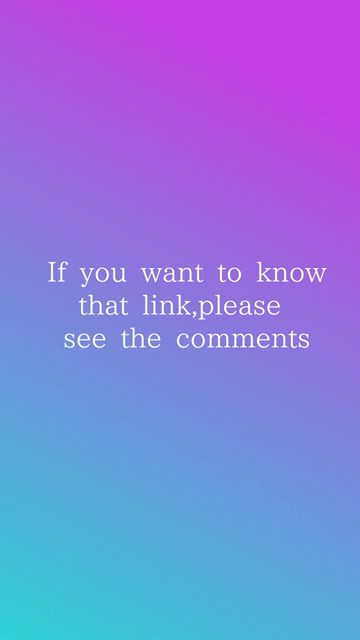 If you want to know
that link,please
see the comments